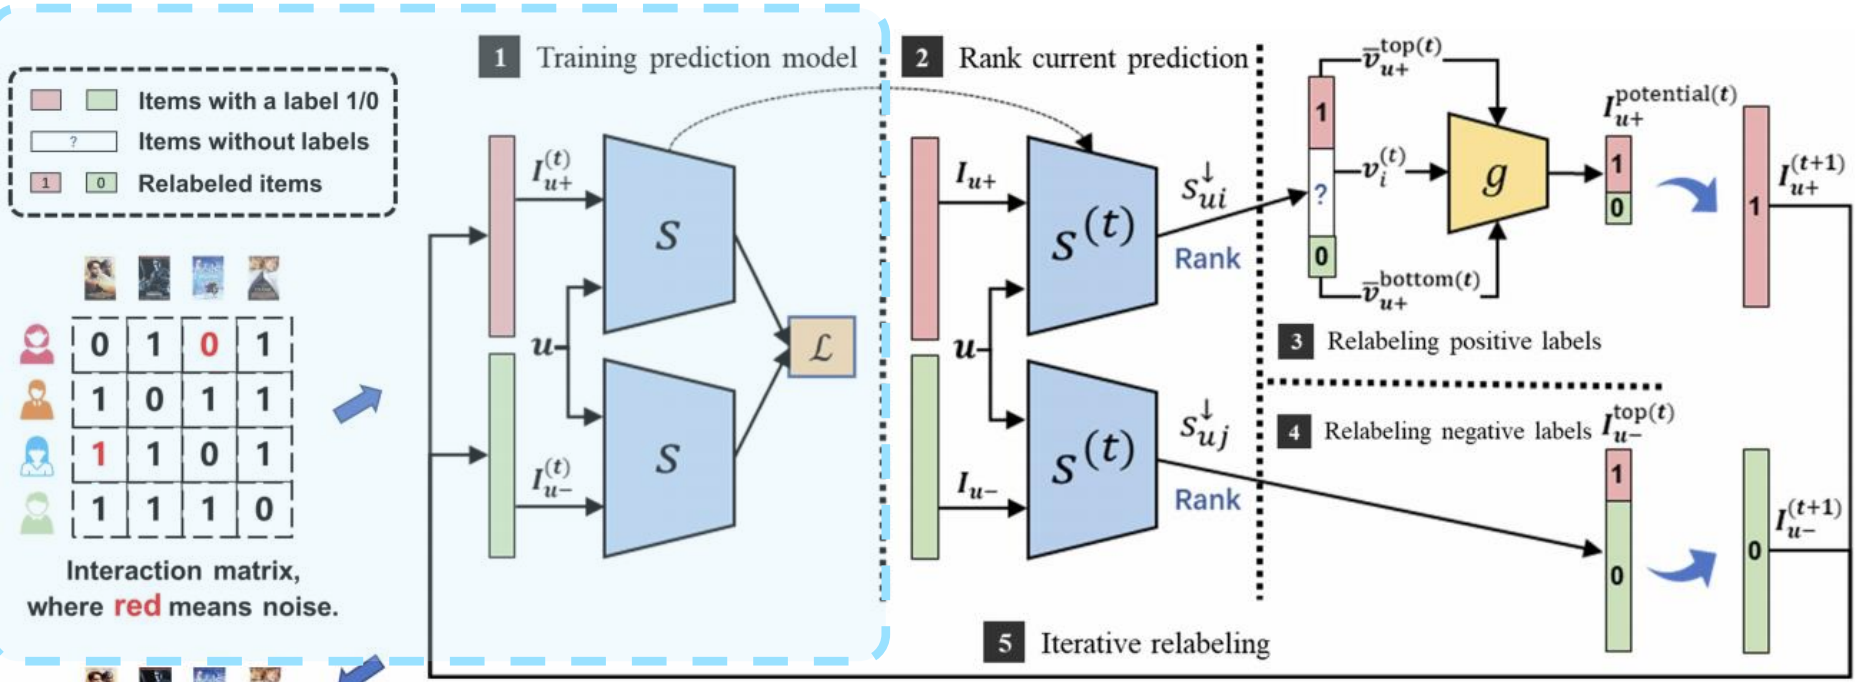 Items with a label 1/0
? Items without labels
1 0 Relabeled items
0 1 0 1
1 0 1 1
1 1 0 1
1 1 1 0
Interaction matrix,
where red means noise.
1 Training prediction model
I_{u+}^{(t)}
S
u
ℒ
S
I_{u-}^{(t)}
2 Rank current prediction
I_{u+}
S^{(t)}
S_{ui}^{↓}
Rank
u
S^{(t)}
S_{uj}^{↓}
Rank
I_{u-}
\bar{v}_{u+}^{top(t)}
1
?
0
v_i^{(t)}
g
\bar{v}_{u+}^{bottom(t)}
I_{u+}^{potential(t)}
1
0
1
I_{u+}^{(t+1)}
3 Relabeling positive labels
4 Relabeling negative labels
I_{u-}^{top(t)}
1
0
0
I_{u-}^{(t+1)}
5 Iterative relabeling